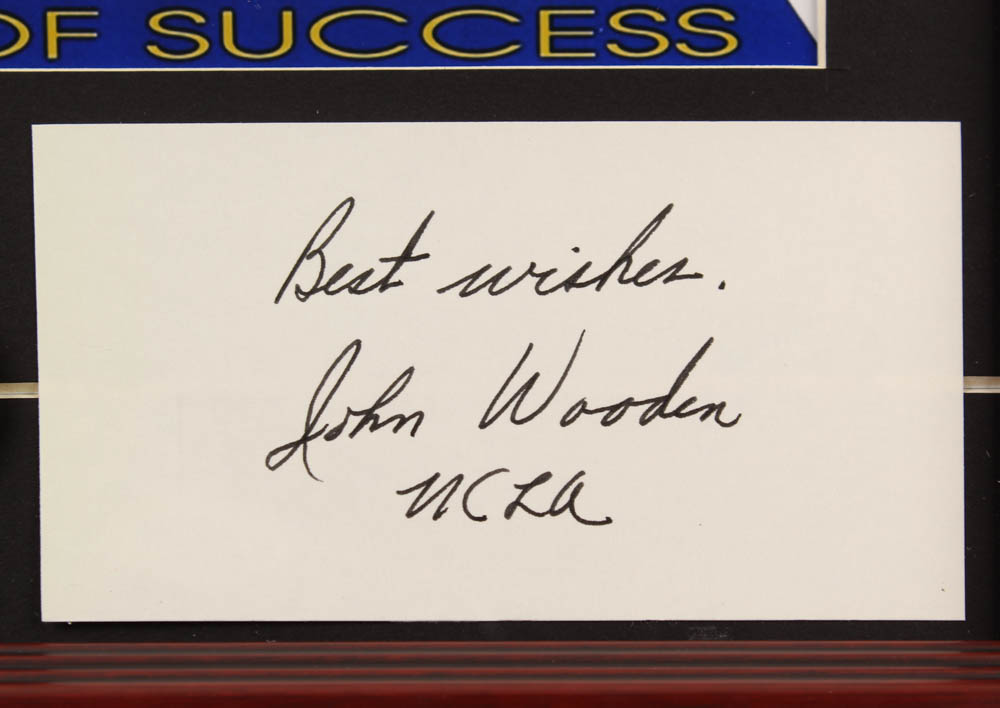 OF SUCCESS
Best wishes.
John Wooden
UCLA